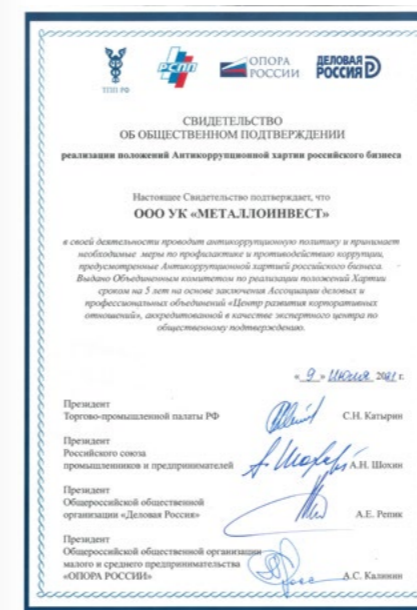 ТПП РФ
РСПП
ОПОРА
РОССИИ
ДЕЛОВАЯ
РОССИЯ
СВИДЕТЕЛЬСТВО
ОБ ОБЩЕСТВЕННОМ ПОДТВЕРЖДЕНИИ
реализации положений Антикоррупционной хартии российского бизнеса
Настоящее Свидетельство подтверждает, что
ООО УК «МЕТАЛЛОИНВЕСТ»
в своей деятельности проводит антикоррупционную политику и принимает
необходимые меры по профилактике и противодействию коррупции,
предусмотренные Антикоррупционной хартией российского бизнеса.
Выдано Объединенным комитетом по реализации положений Хартии
сроком на 5 лет на основе заключения Ассоциации деловых и
профессиональных объединений «Центр развития корпоративных
отношений», аккредитованной в качестве экспертного центра по
общественному подтверждению.
« 9 » Июля 2021 г.
Президент
Торгово-промышленной палаты РФ
С.Н. Катырин
Президент
Российского союза
промышленников и предпринимателей
А.Н. Шохин
Президент
Общероссийской общественной
организации «Деловая Россия»
А.Е. Репик
Президент
Общероссийской общественной организации
малого и среднего предпринимательства
«ОПОРА РОССИИ»
А.С. Калинин